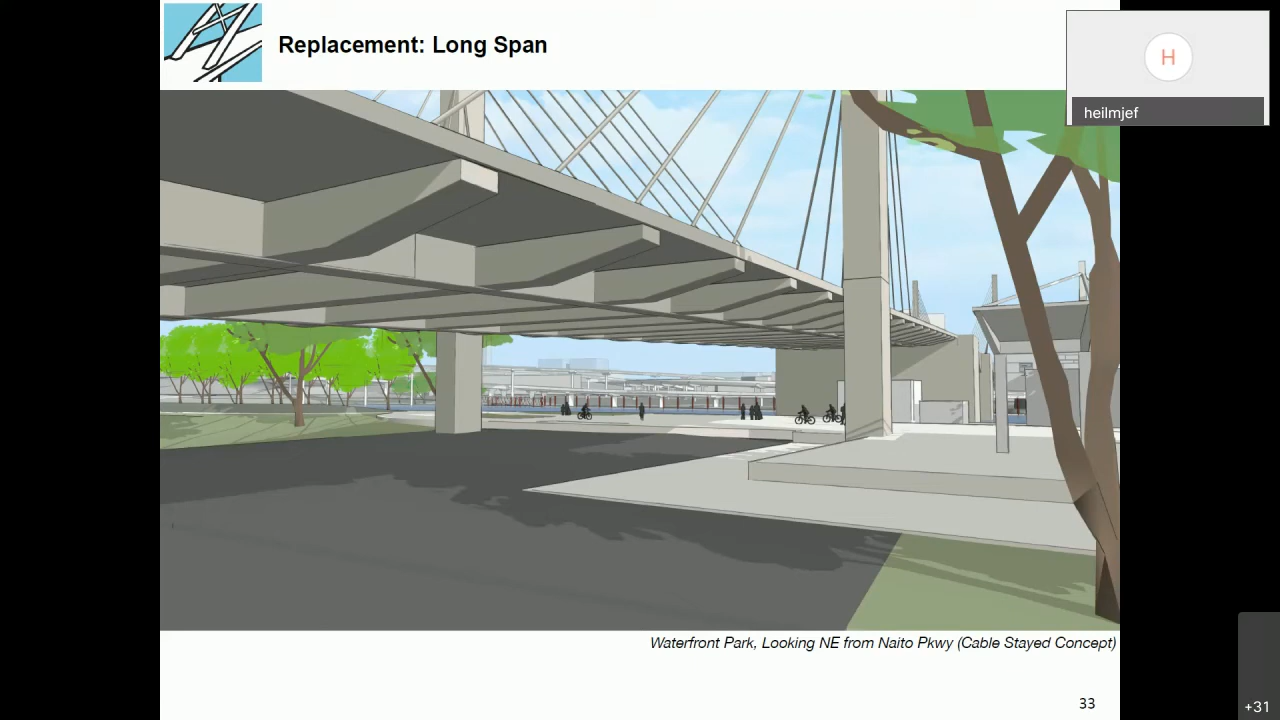 Replacement: Long Span
H
heilmjef
Waterfront Park, Looking NE from Naito Pkwy (Cable Stayed Concept)
33
+31